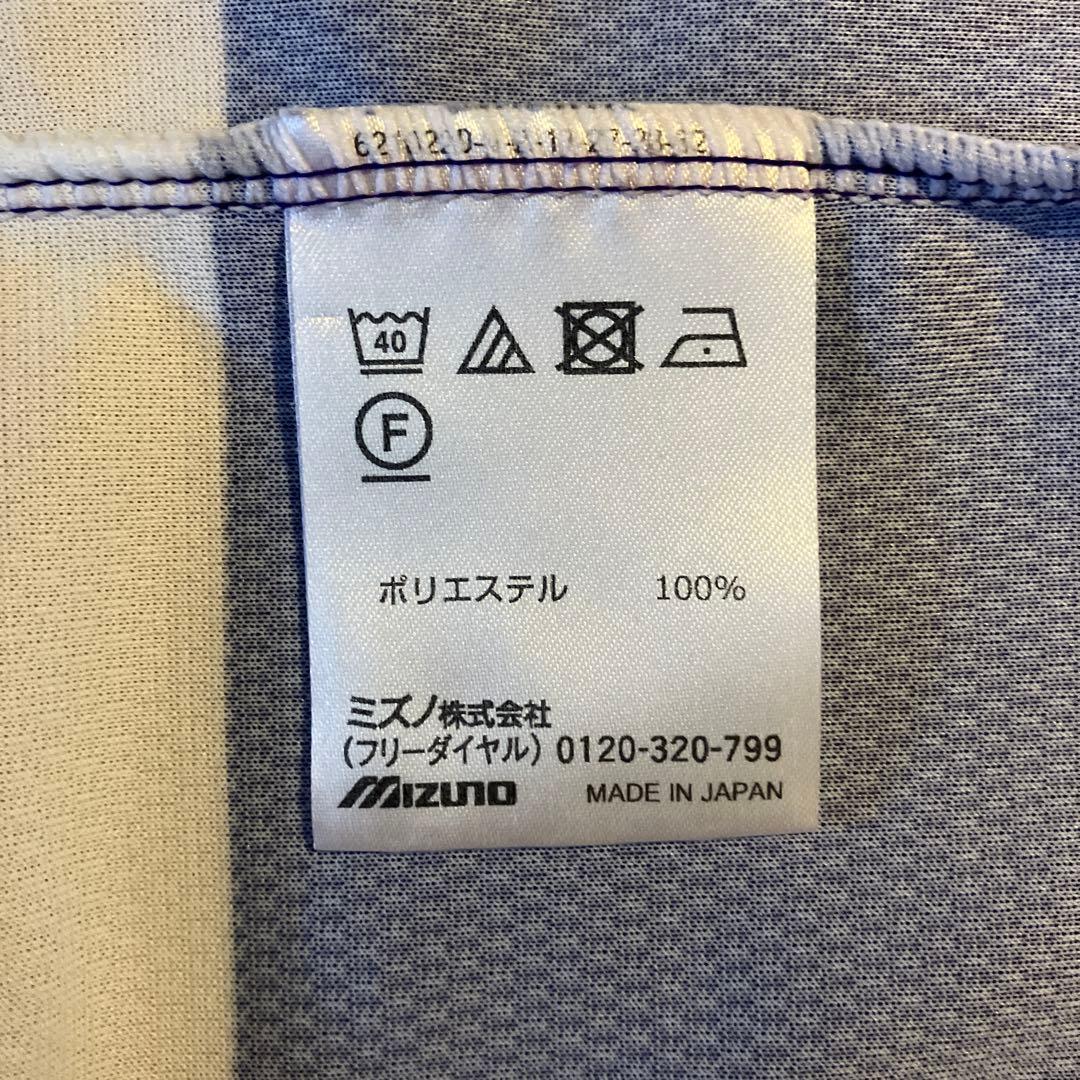 40
F
ポリエステル 100%
ミズノ株式会社
(フリーダイヤル) 0120-320-799
MIZUNO MADE IN JAPAN